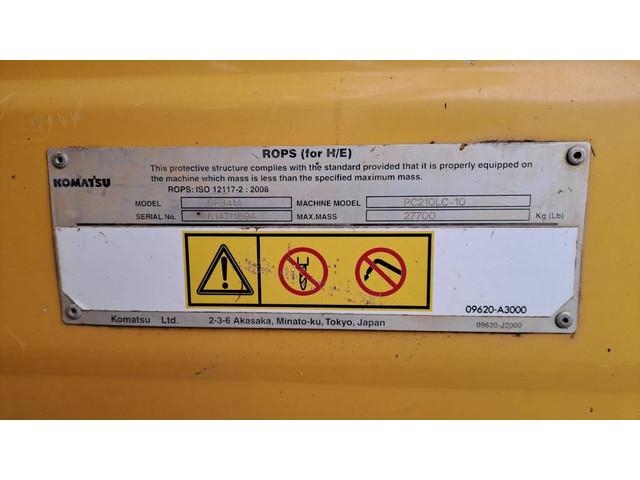 ROPS (for H/E)
This protective structure complies with the standard provided that it is properly equipped on
the machine which mass is less than the specified maximum mass.
KOMATSU
ROPS: ISO 12117-2 : 2008
MODEL MACHINE MODEL PC210LC-10
SERIAL No. MAX.MASS 27700 Kg (Lb)
09620-A3000
Komatsu Ltd. 2-3-6 Akasaka, Minato-ku, Tokyo, Japan 09620-J2000